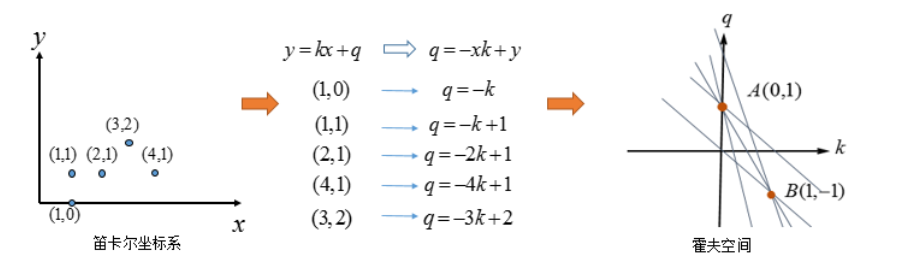 y
(3,2)
(1,1) (2,1) (4,1)
(1,0)
x
笛卡尔坐标系
y=kx+q ⇨ q=−xk+y
(1,0) → q=−k
(1,1) → q=−k+1
(2,1) → q=−2k+1
(4,1) → q=−4k+1
(3,2) → q=−3k+2
q
A(0,1)
k
B(1,−1)
霍夫空间